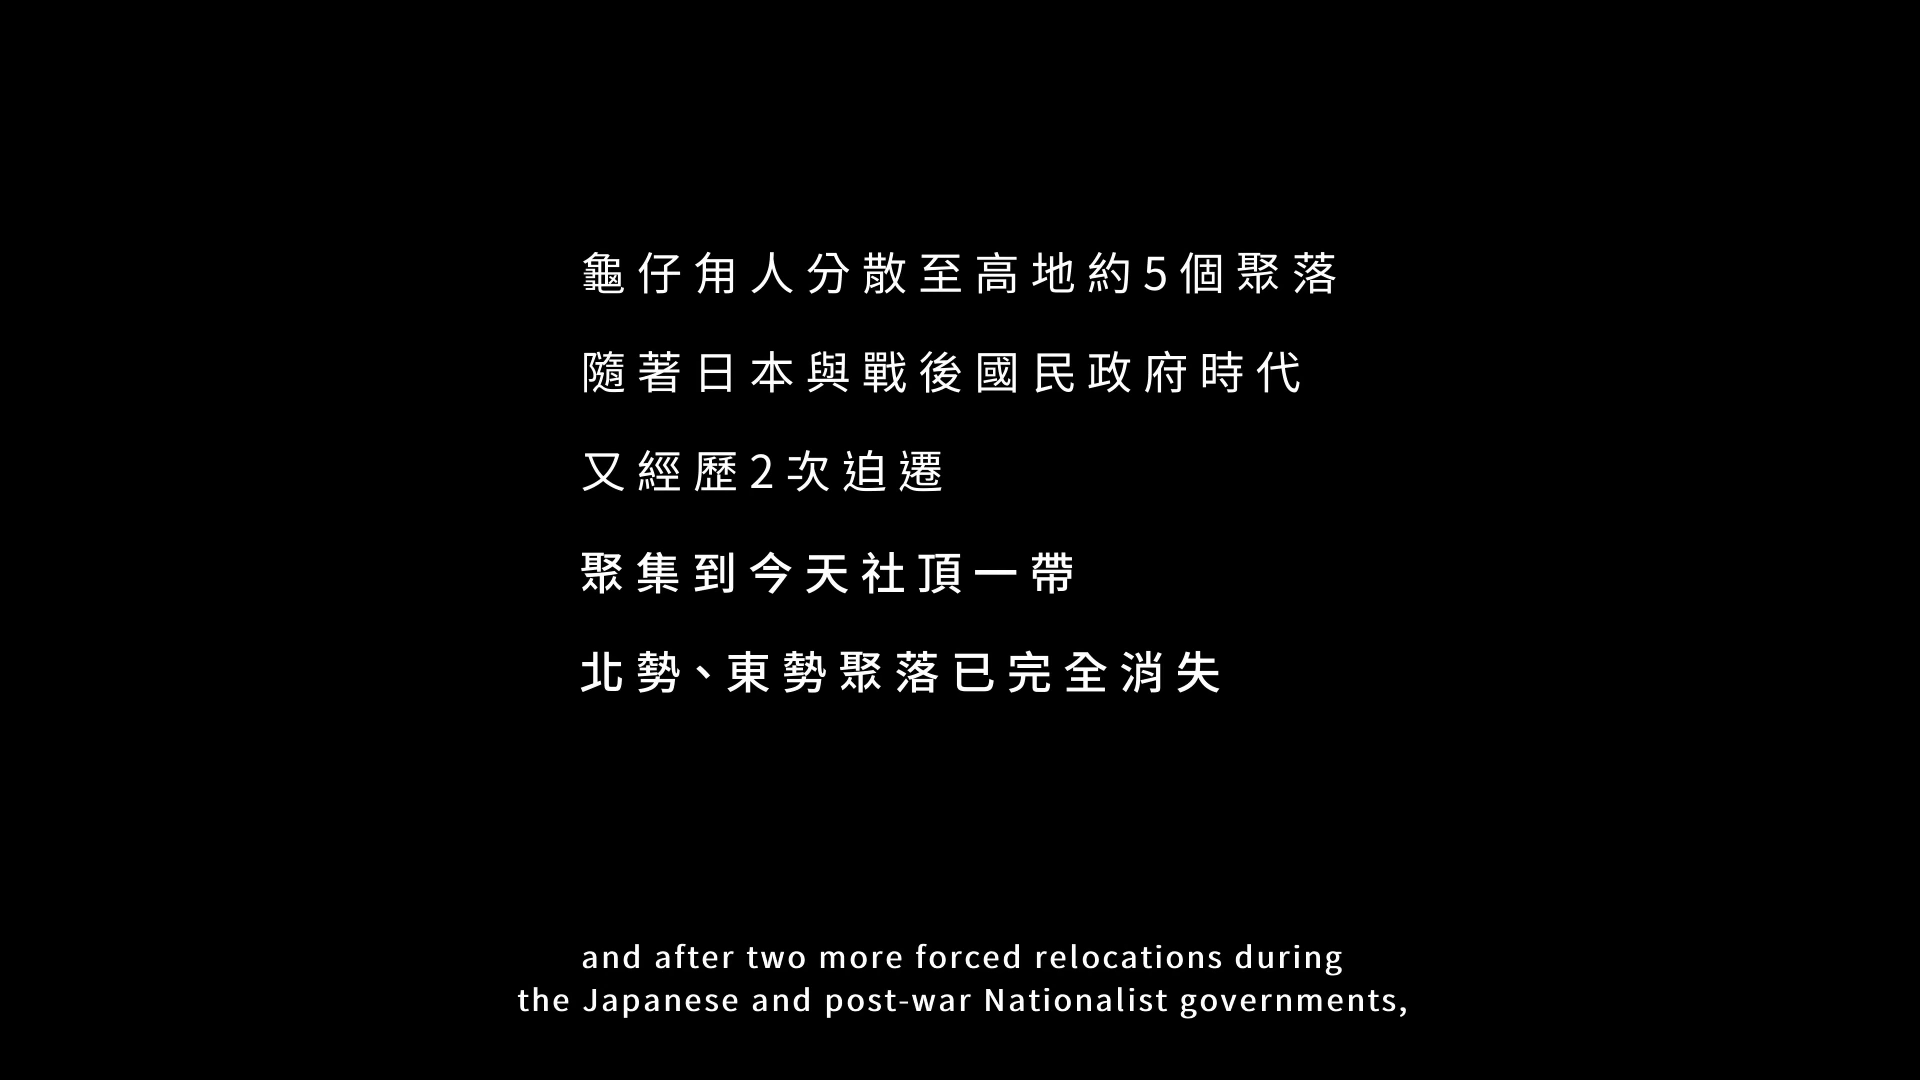 龜仔甪人分散至高地約5個聚落
隨著日本與戰後國民政府時代
又經歷2次迫遷
聚集到今天社頂一帶
北勢、東勢聚落已完全消失
and after two more forced relocations during
the Japanese and post-war Nationalist governments,